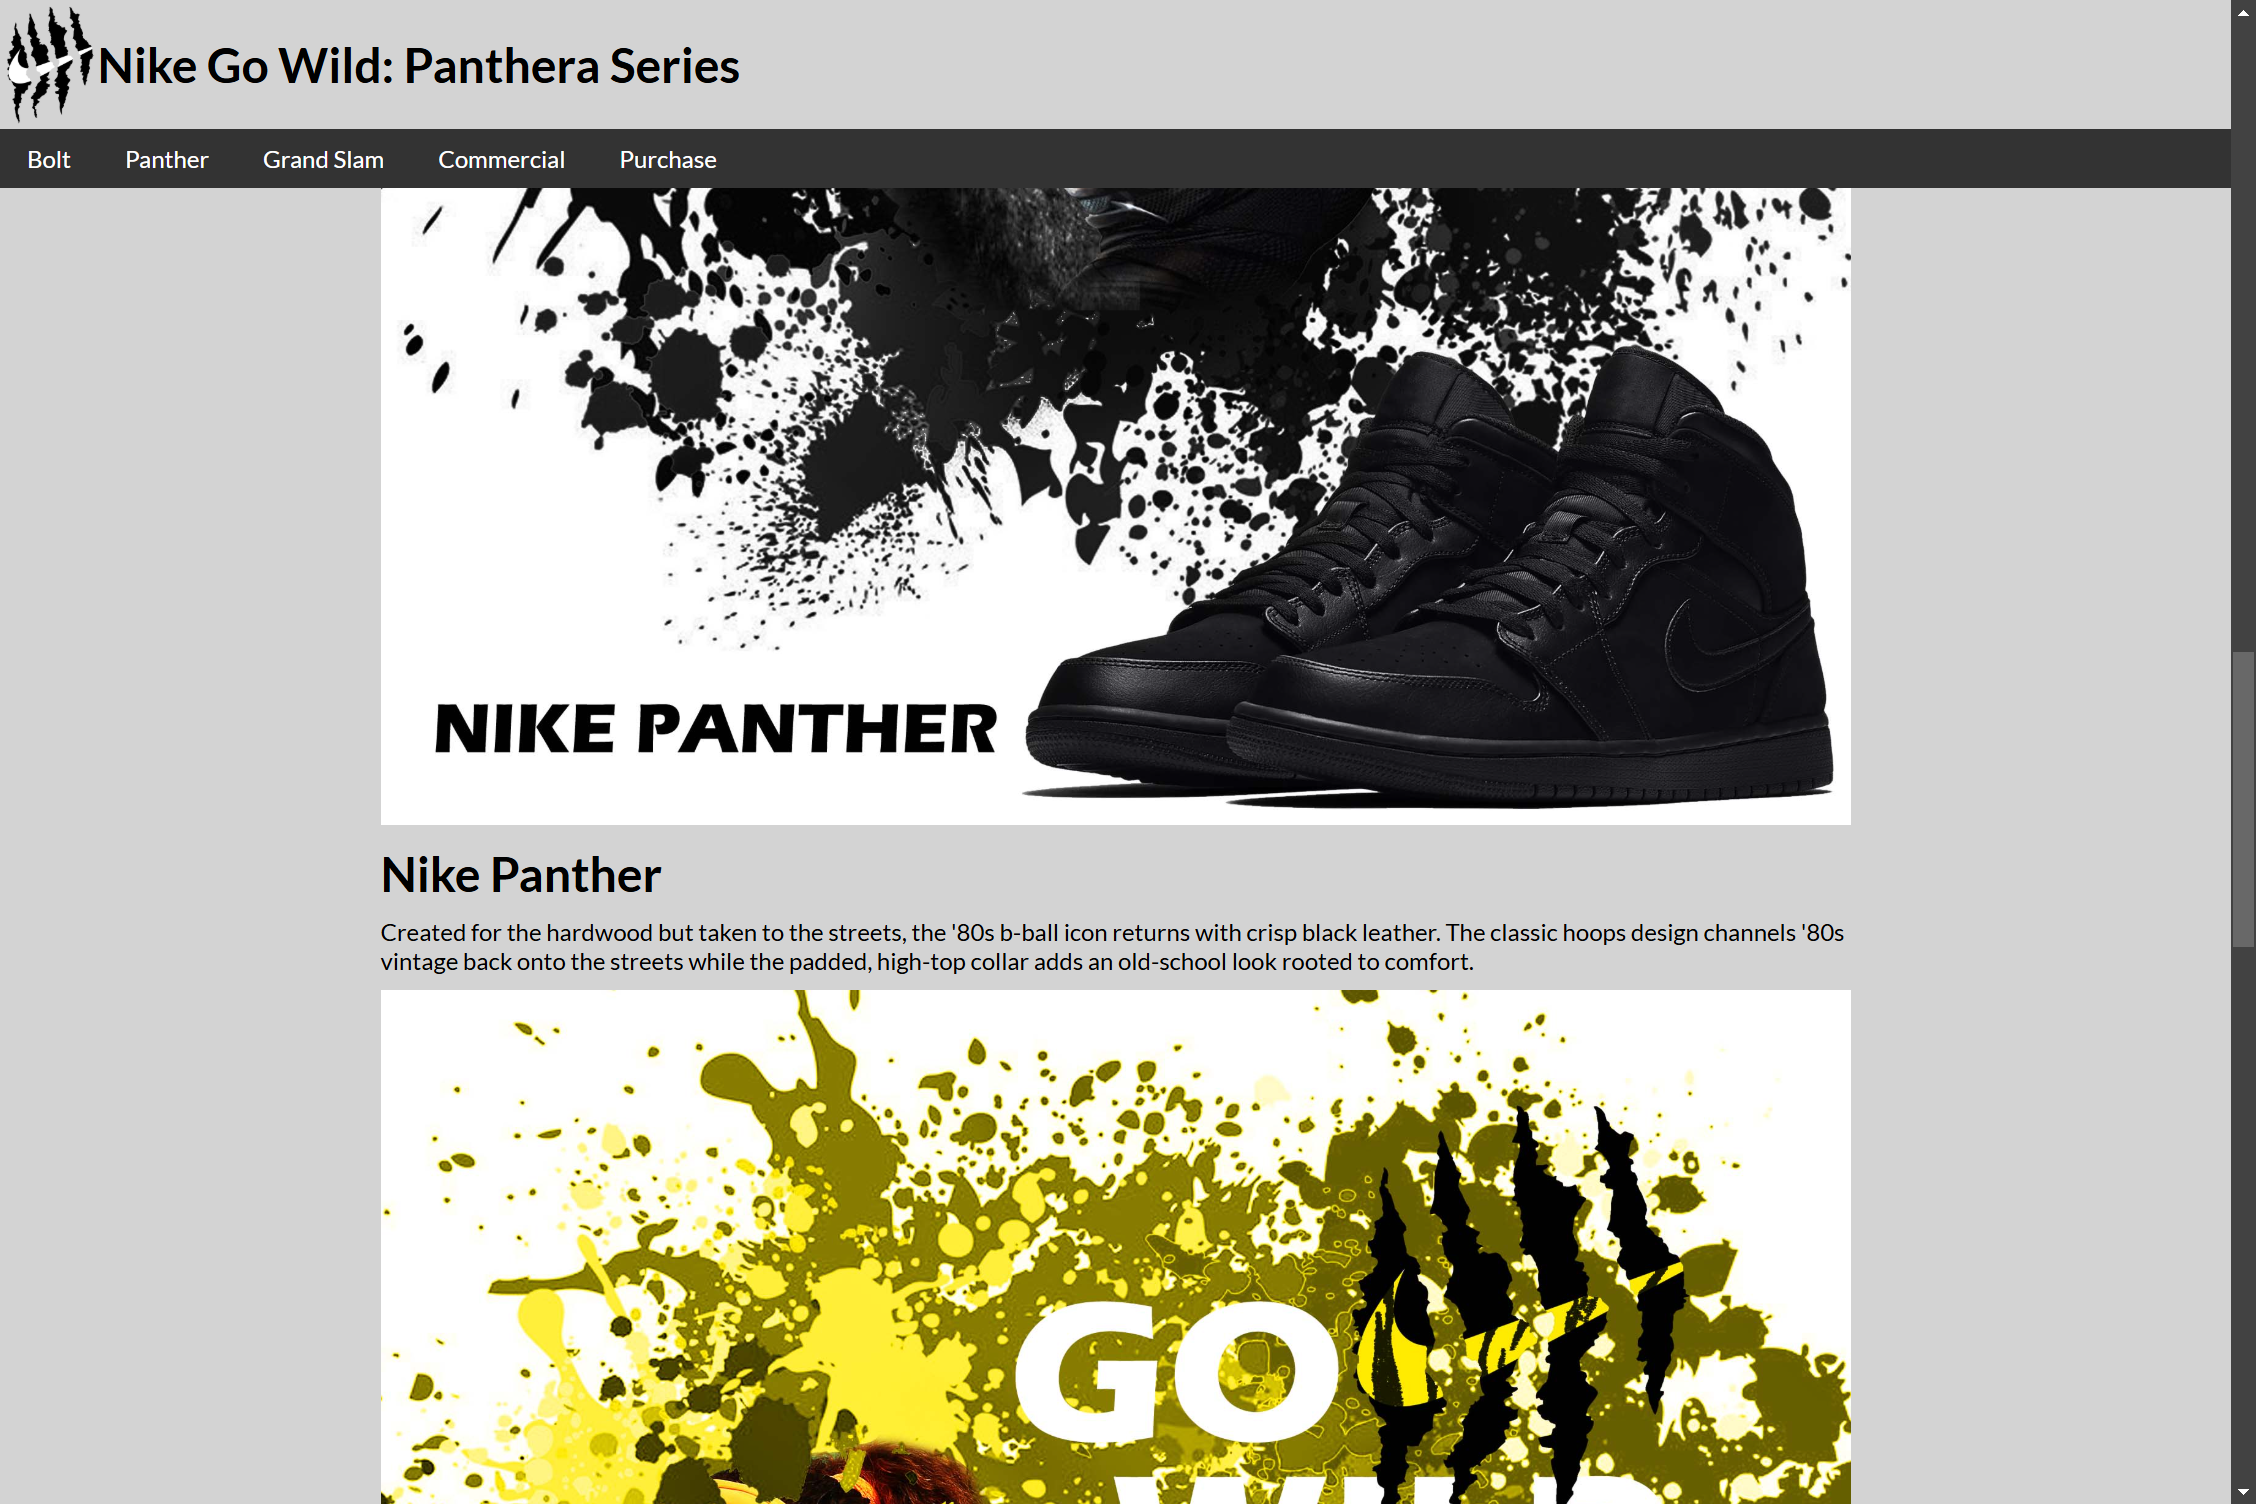 Nike Go Wild: Panthera Series
Bolt Panther Grand Slam Commercial Purchase
NIKE PANTHER
Nike Panther
Created for the hardwood but taken to the streets, the '80s b-ball icon returns with crisp black leather. The classic hoops design channels '80s
vintage back onto the streets while the padded, high-top collar adds an old-school look rooted to comfort.
GO